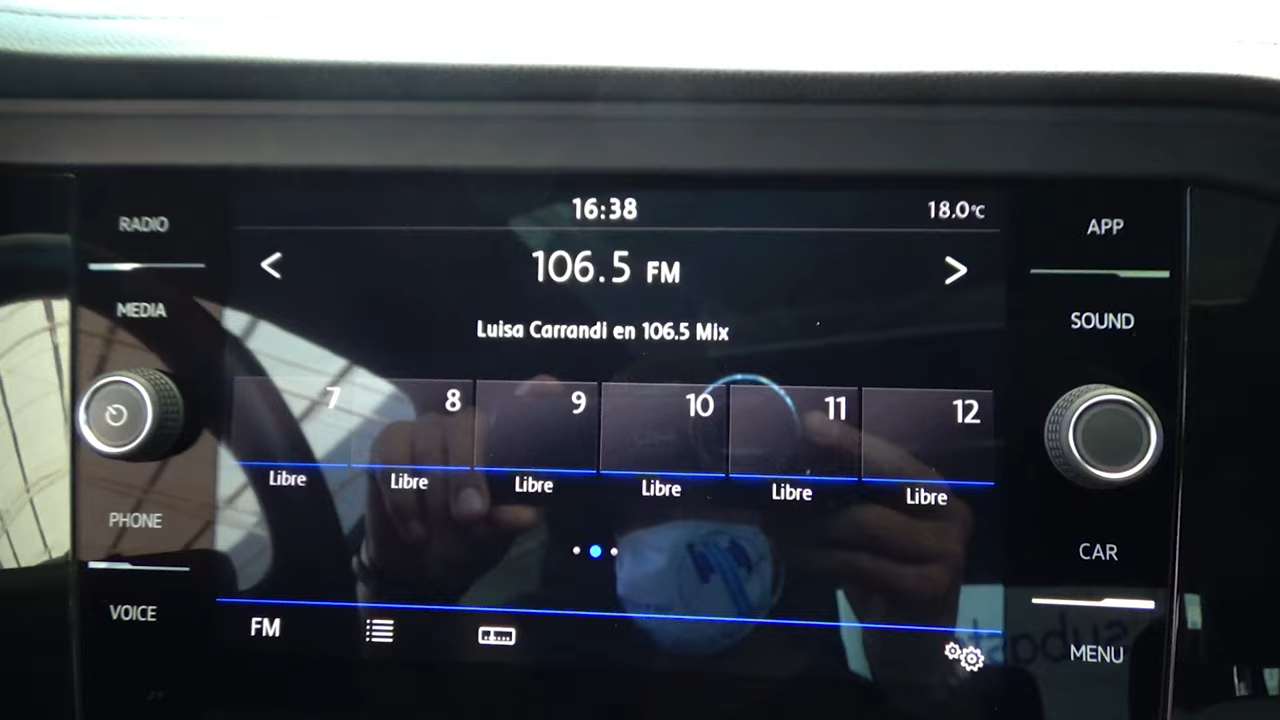 16:38
18.0°C
RADIO
APP
< 106.5 FM >
MEDIA
SOUND
Luisa Carrandi en 106.5 Mix
7 8 9 10 11 12
Libre Libre Libre Libre Libre Libre
PHONE
CAR
VOICE
FM
MENU